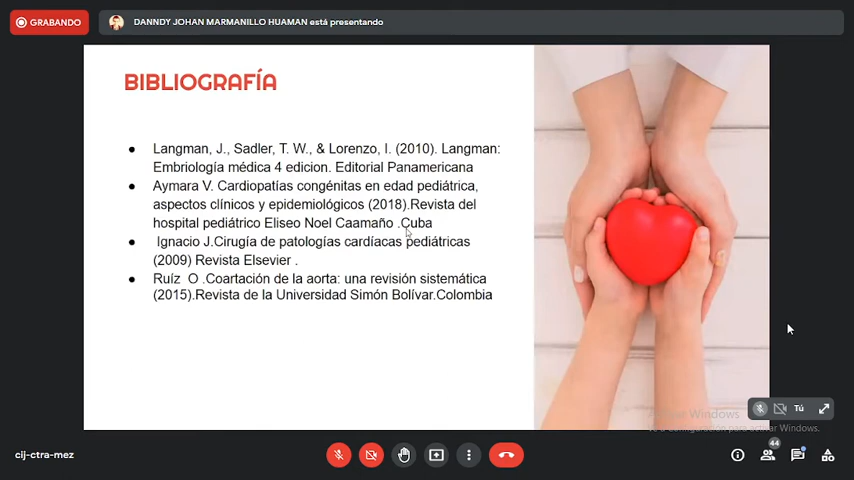 GRABANDO
DANNDY JOHAN MARMANILLO HUAMAN está presentando
BIBLIOGRAFÍA
● Langman, J., Sadler, T. W., & Lorenzo, I. (2010). Langman:
Embriología médica 4 edicion. Editorial Panamericana
● Aymara V. Cardiopatías congénitas en edad pediátrica,
aspectos clínicos y epidemiológicos (2018).Revista del
hospital pediátrico Eliseo Noel Caamaño .Cuba
● Ignacio J.Cirugía de patologías cardíacas pediátricas
(2009) Revista Elsevier .
● Ruíz O .Coartación de la aorta: una revisión sistemática
(2015).Revista de la Universidad Simón Bolívar.Colombia
Tú
Windows
Windows.
44
cij-ctra-mez